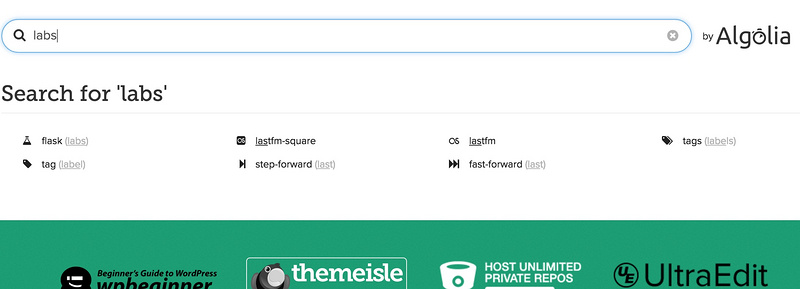 labs
by Algolia
Search for 'labs'
flask (labs)
lastfm-square
lastfm
tags (labels)
tag (label)
step-forward (last)
fast-forward (last)
Beginner's Guide to WordPress
wpbeginner
themeisle
HOST UNLIMITED
PRIVATE REPOS
UE UltraEdit